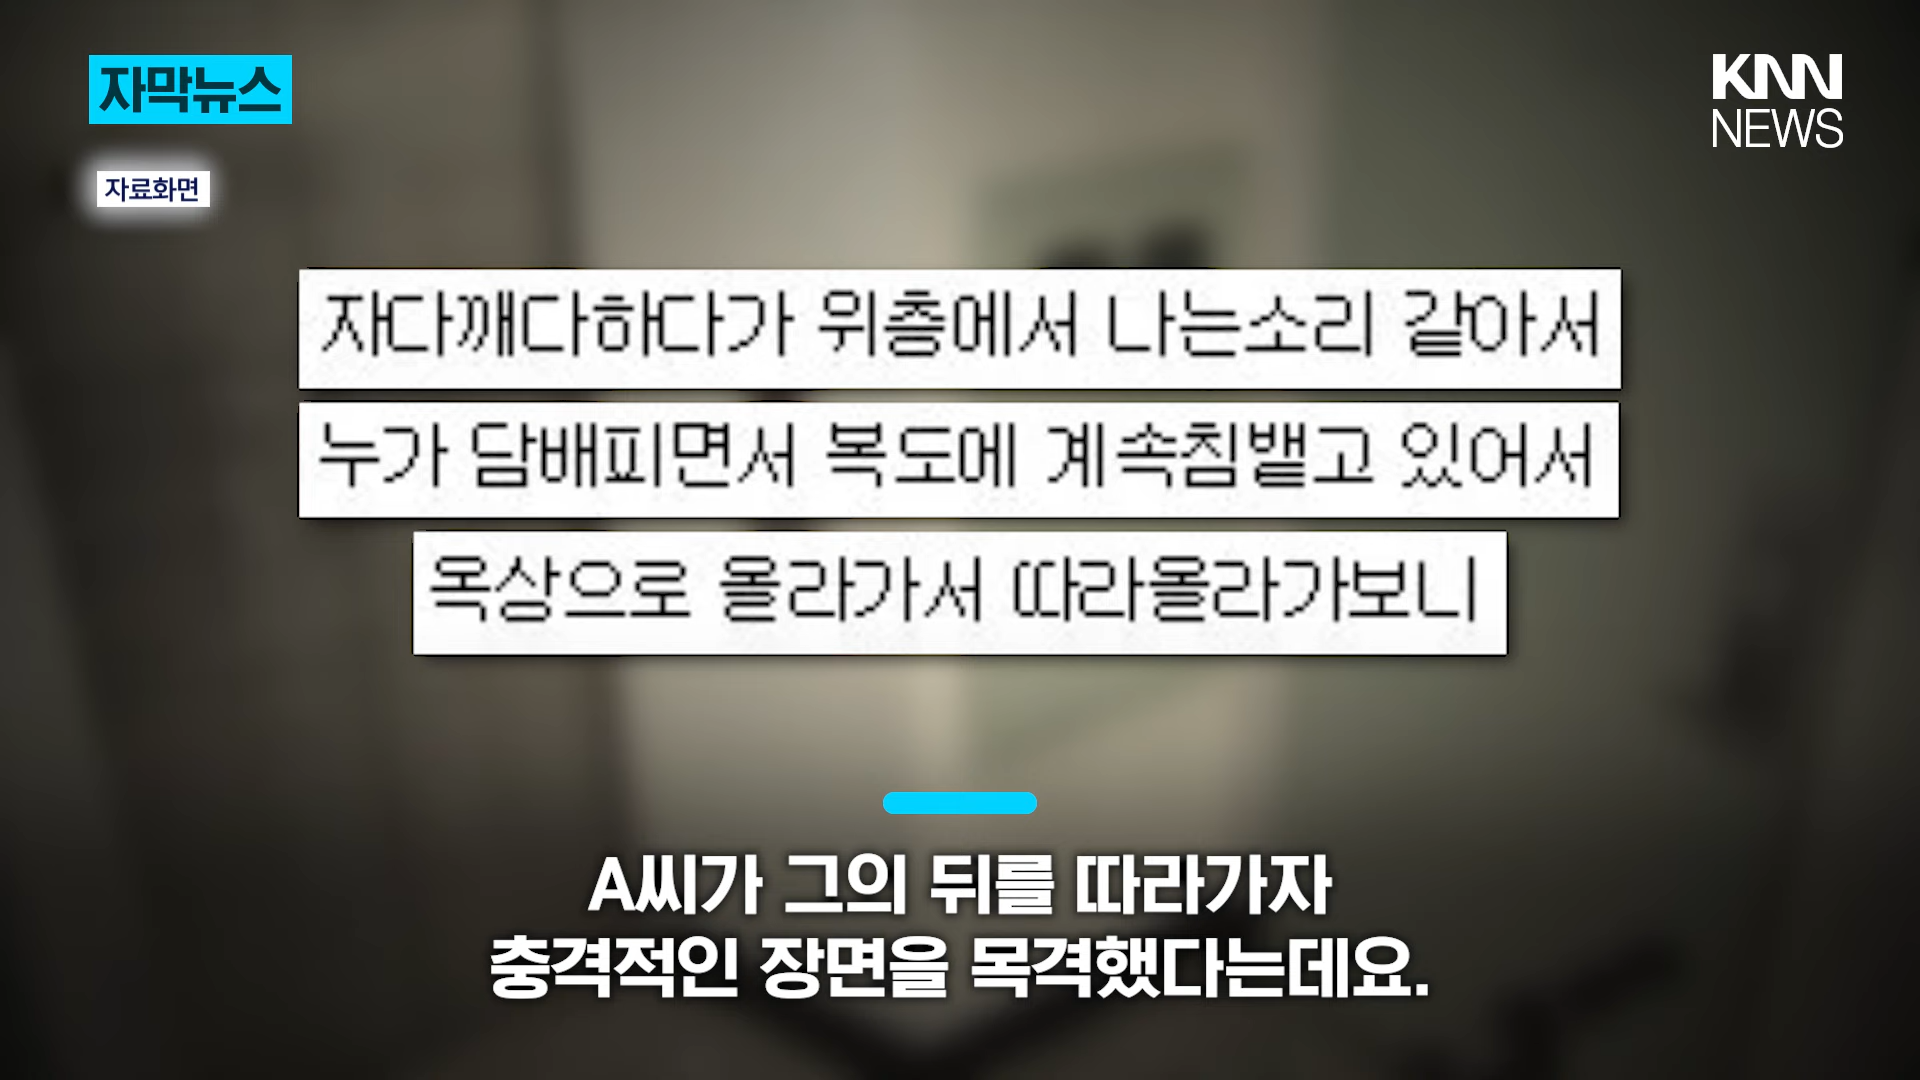 자막뉴스
KNN
NEWS
자료화면
자다깨다하다가 위층에서 나는소리 같아서
누가 담배피면서 복도에 계속침뱉고 있어서
옥상으로 올라가서 따라올라가보니
A씨가 그의 뒤를 따라가자
충격적인 장면을 목격했다는데요.